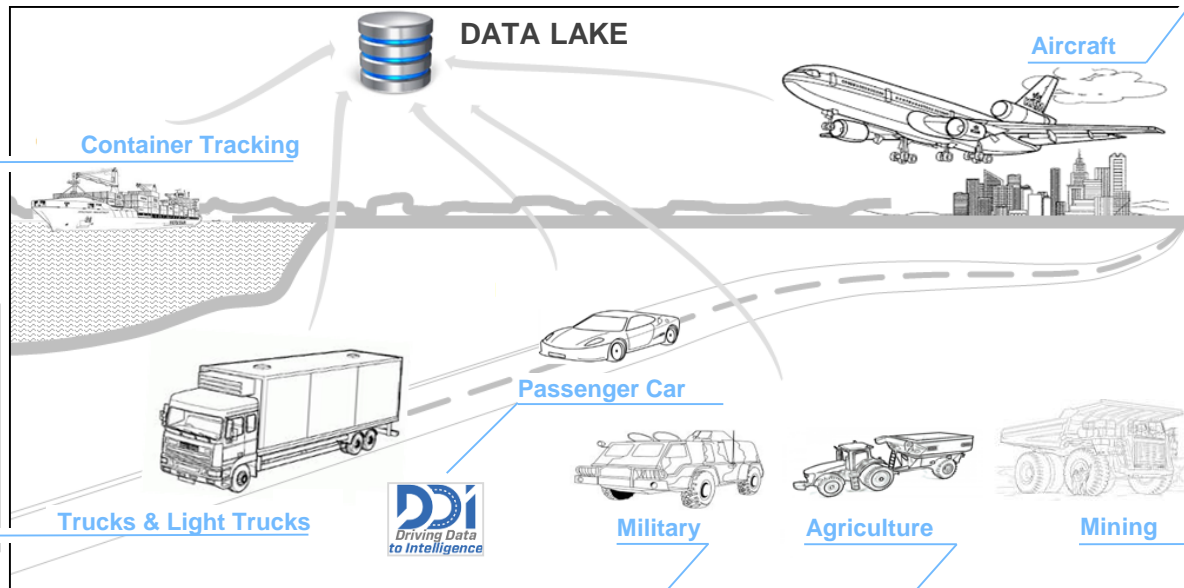 DATA LAKE
Aircraft
Container Tracking
Passenger Car
Trucks & Light Trucks
DDi
Driving Data
to Intelligence
Military
Agriculture
Mining